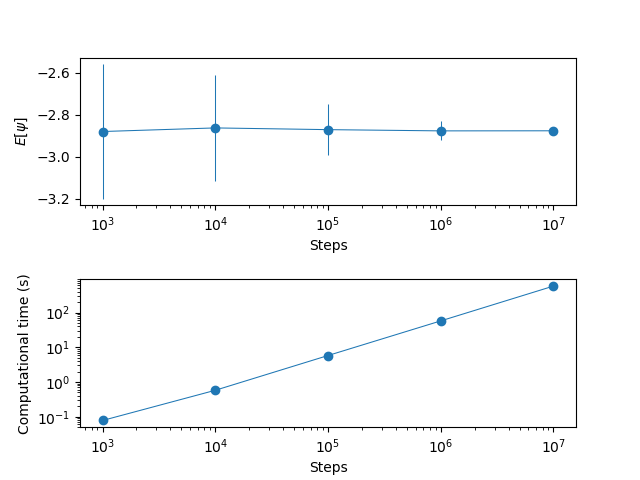 E[ψ]
−2.6
−2.8
−3.0
−3.2
10³ 10⁴ 10⁵ 10⁶ 10⁷
Steps
Computational time (s)
10²
10¹
10⁰
10⁻¹
10³ 10⁴ 10⁵ 10⁶ 10⁷
Steps